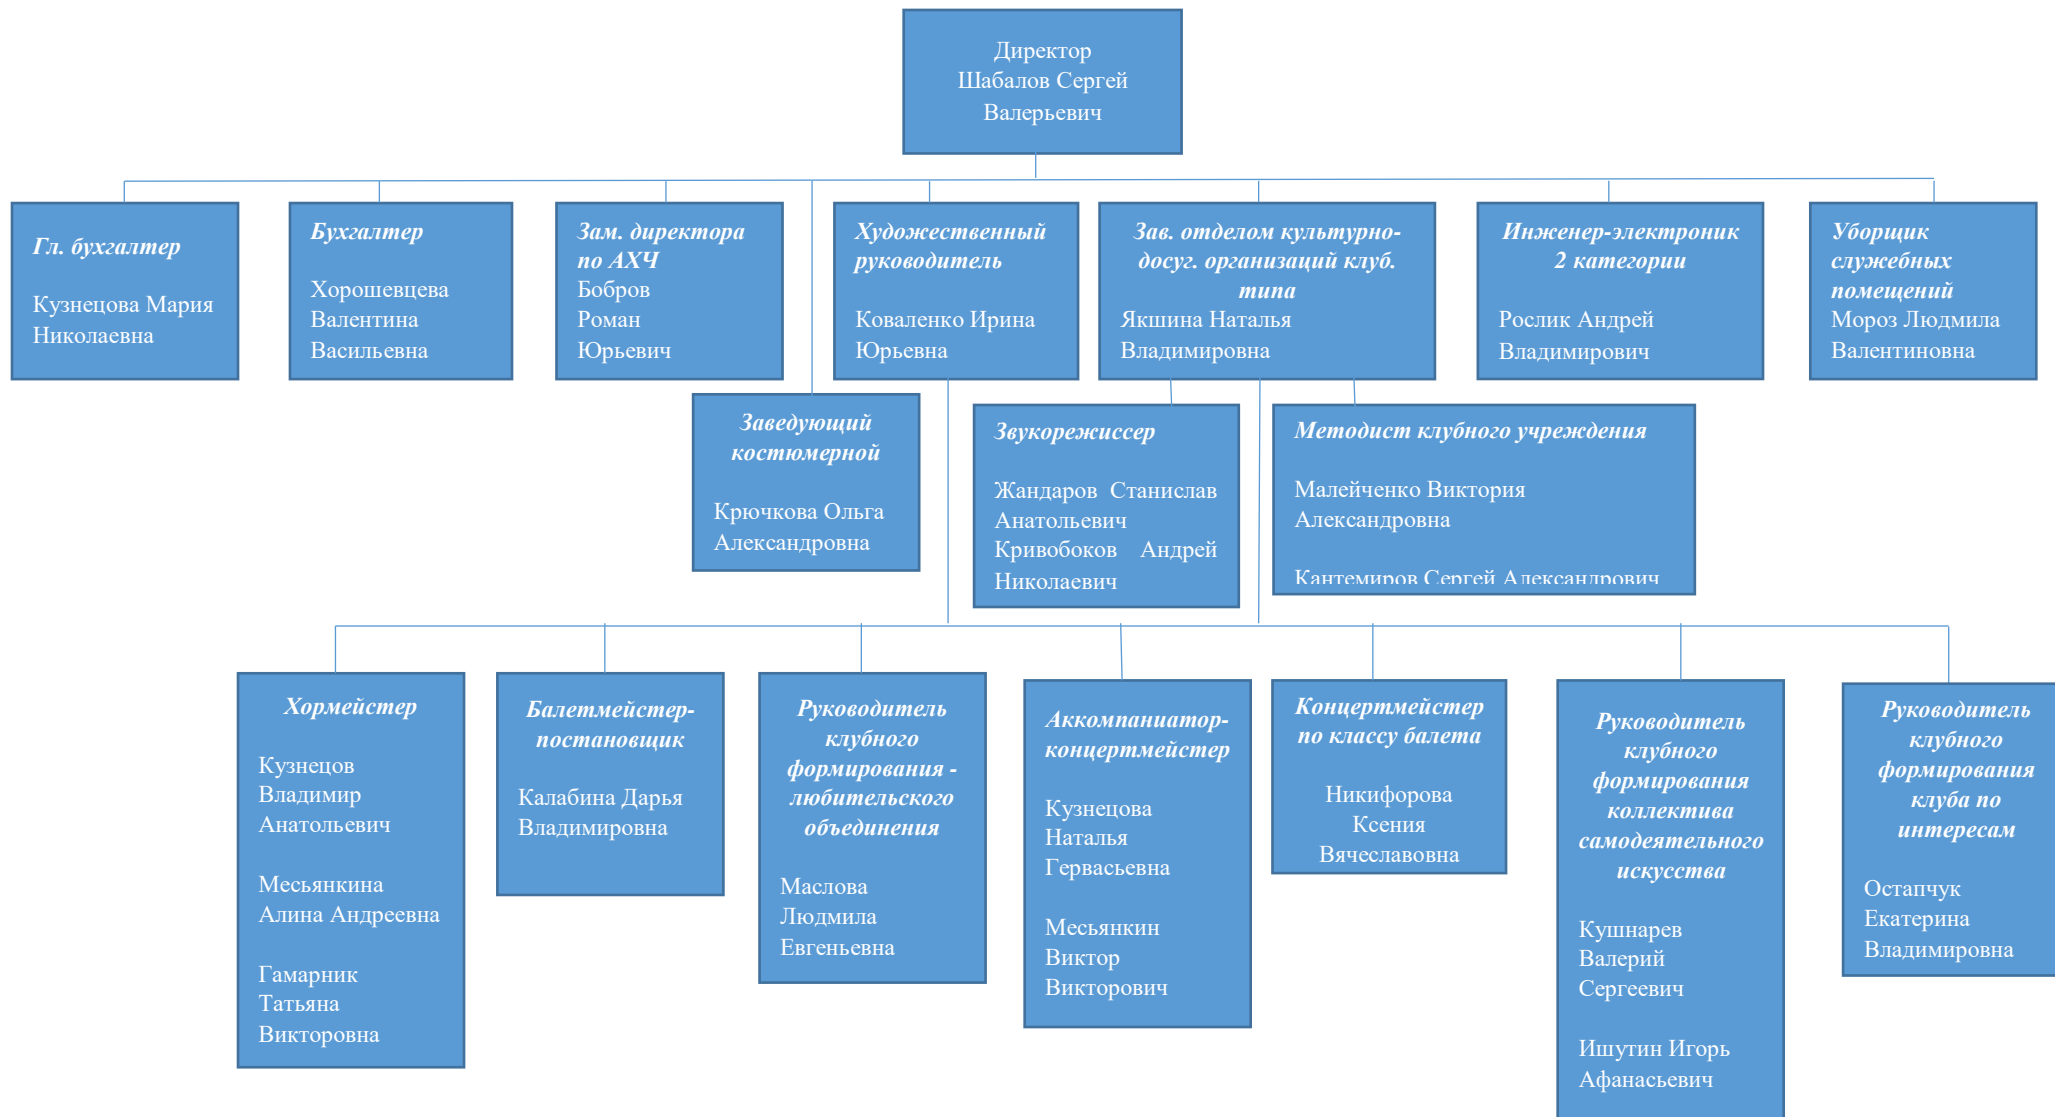 Директор
Шабалов Сергей
Валерьевич
Гл. бухгалтер
Кузнецова Мария
Николаевна
Бухгалтер
Хорошевцева
Валентина
Васильевна
Зам. директора
по АХЧ
Бобров
Роман
Юрьевич
Художественный
руководитель
Коваленко Ирина
Юрьевна
Зав. отделом культурно-
досуг. организаций клуб.
типа
Якшина Наталья
Владимировна
Инженер-электроник
2 категории
Рослик Андрей
Владимирович
Уборщик
служебных
помещений
Мороз Людмила
Валентиновна
Заведующий
костюмерной
Крючкова Ольга
Александровна
Звукорежиссер
Жандаров Станислав
Анатольевич
Кривобоков Андрей
Николаевич
Методист клубного учреждения
Малейченко Виктория
Александровна
Кантемиров Сергей Александрович
Хормейстер
Кузнецов
Владимир
Анатольевич
Месьянкина
Алина Андреевна
Гамарник
Татьяна
Викторовна
Балетмейстер-
постановщик
Калабина Дарья
Владимировна
Руководитель
клубного
формирования -
любительского
объединения
Маслова
Людмила
Евгеньевна
Аккомпаниатор-
концертмейстер
Кузнецова
Наталья
Гервасьевна
Месьянкин
Виктор
Викторович
Концертмейстер
по классу балета
Никифорова
Ксения
Вячеславовна
Руководитель
клубного
формирования
коллектива
самодеятельного
искусства
Кушнарев
Валерий
Сергеевич
Ишутин Игорь
Афанасьевич
Руководитель
клубного
формирования
клуба по
интересам
Остапчук
Екатерина
Владимировна